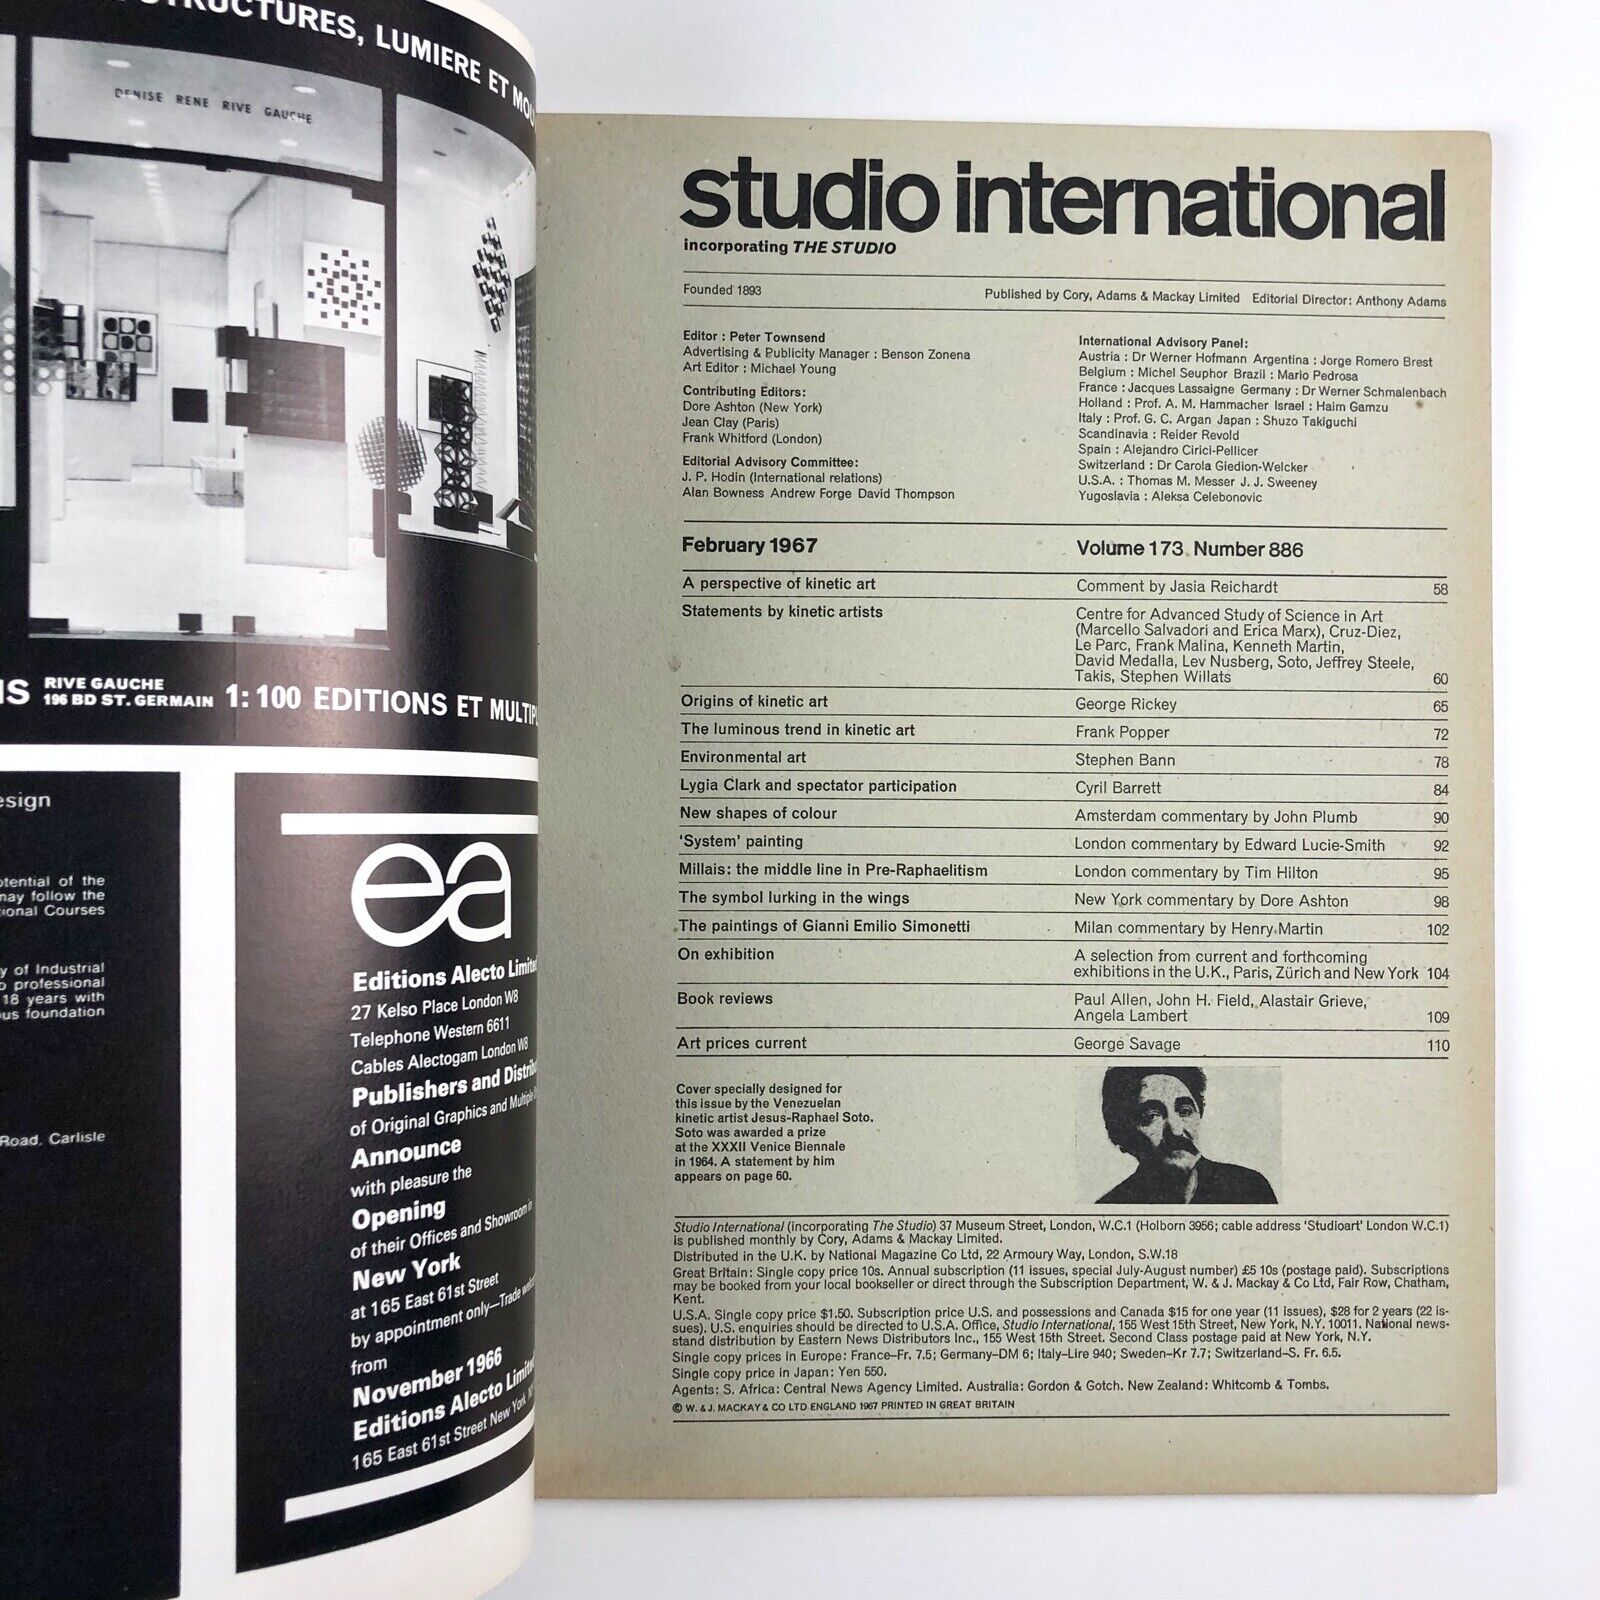 STRUCTURES, LUMIERE ET
DENISE RENE RIVE GAUCHE
RIVE GAUCHE
196 BD ST. GERMAIN
1:100 EDITIONS ET
of the
may follow the
Courses
of Industrial
professional
18 years with
foundation
Road, Carlisle
ea
Editions Alecto Limited
27 Kelso Place London W8
Telephone Western 6611
Cables Alectogam London W8
Publishers and
of Original Graphics and Multiple
Announce
with pleasure the
Opening
of their Offices and Showroom in
New York
at 165 East 61st Street
by appointment only—Trade
from
November 1966
Editions Alecto Limited
165 East 61st Street New York
studio international
incorporating THE STUDIO
Founded 1893 Published by Cory, Adams & Mackay Limited Editorial Director: Anthony Adams
Editor : Peter Townsend
Advertising & Publicity Manager : Benson Zonena
Art Editor : Michael Young
Contributing Editors:
Dore Ashton (New York)
Jean Clay (Paris)
Frank Whitford (London)
Editorial Advisory Committee:
J. P. Hodin (International relations)
Alan Bowness Andrew Forge David Thompson
International Advisory Panel:
Austria : Dr Werner Hofmann Argentina : Jorge Romero Brest
Belgium : Michel Seuphor Brazil : Mario Pedrosa
France : Jacques Lassaigne Germany : Dr Werner Schmalenbach
Holland : Prof. A. M. Hammacher Israel : Haim Gamzu
Italy : Prof. G. C. Argan Japan : Shuzo Takiguchi
Scandinavia : Reider Revold
Spain : Alejandro Cirici-Pellicer
Switzerland : Dr Carola Giedion-Welcker
U.S.A. : Thomas M. Messer J. J. Sweeney
Yugoslavia : Aleksa Celebonovic
February 1967 Volume 173 Number 886
A perspective of kinetic art Comment by Jasia Reichardt 58
Statements by kinetic artists Centre for Advanced Study of Science in Art
(Marcello Salvadori and Erica Marx), Cruz-Diez,
Le Parc, Frank Malina, Kenneth Martin,
David Medalla, Lev Nusberg, Soto, Jeffrey Steele,
Takis, Stephen Willats 60
Origins of kinetic art George Rickey 65
The luminous trend in kinetic art Frank Popper 72
Environmental art Stephen Bann 78
Lygia Clark and spectator participation Cyril Barrett 84
New shapes of colour Amsterdam commentary by John Plumb 90
'System' painting London commentary by Edward Lucie-Smith 92
Millais: the middle line in Pre-Raphaelitism London commentary by Tim Hilton 95
The symbol lurking in the wings New York commentary by Dore Ashton 98
The paintings of Gianni Emilio Simonetti Milan commentary by Henry Martin 102
On exhibition A selection from current and forthcoming
exhibitions in the U.K., Paris, Zürich and New York 104
Book reviews Paul Allen, John H. Field, Alastair Grieve,
Angela Lambert 109
Art prices current George Savage 110
Cover specially designed for
this issue by the Venezuelan
kinetic artist Jesus-Raphael Soto.
Soto was awarded a prize
at the XXXII Venice Biennale
in 1964. A statement by him
appears on page 60.
Studio International (incorporating The Studio) 37 Museum Street, London, W.C.1 (Holborn 3956; cable address 'Studioart' London W.C.1)
is published monthly by Cory, Adams & Mackay Limited.
Distributed in the U.K. by National Magazine Co Ltd, 22 Armoury Way, London, S.W.18
Great Britain: Single copy price 10s. Annual subscription (11 issues, special July-August number) £5 10s (postage paid). Subscriptions
may be booked from your local bookseller or direct through the Subscription Department, W. & J. Mackay & Co Ltd, Fair Row, Chatham,
Kent.
U.S.A. Single copy price $1.50. Subscription price U.S. and possessions and Canada $15 for one year (11 issues), $28 for 2 years (22 is-
sues). U.S. enquiries should be directed to U.S.A. Office, Studio International, 155 West 15th Street, New York, N.Y. 10011. National news-
stand distribution by Eastern News Distributors Inc., 155 West 15th Street. Second Class postage paid at New York, N.Y.
Single copy prices in Europe: France–Fr. 7.5; Germany–DM 6; Italy–Lire 940; Sweden–Kr 7.7; Switzerland–S. Fr. 6.5.
Single copy price in Japan: Yen 550.
Agents: S. Africa: Central News Agency Limited. Australia: Gordon & Gotch. New Zealand: Whitcomb & Tombs.
© W. & J. MACKAY & CO LTD ENGLAND 1967 PRINTED IN GREAT BRITAIN